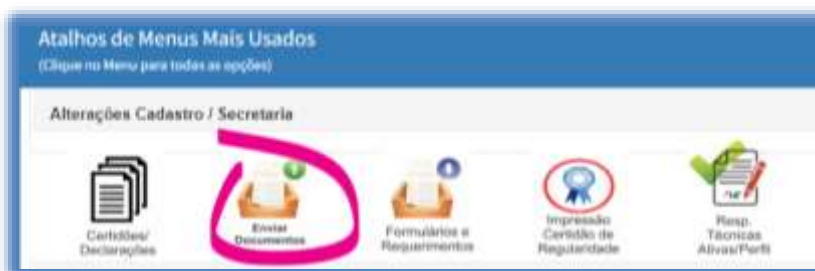 Atalhos de Menus Mais Usados
(Clique no Menu para todas as opções)
Alterações Cadastro / Secretaria
Certidões/
Declarações
Enviar
Documentos
Formulários e
Requerimentos
Impressão
Certidão de
Regularidade
Resp.
Técnicas
Ativas/Perfil